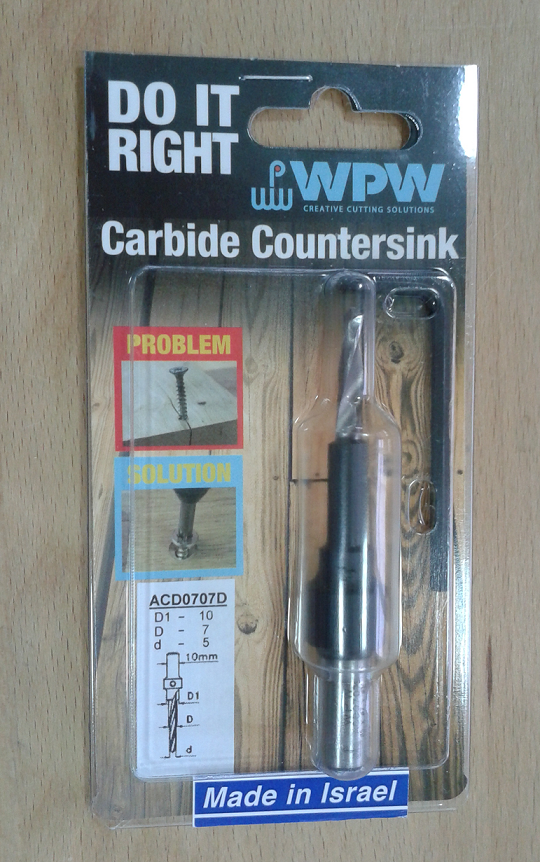 DO IT
RIGHT
WPW
CREATIVE CUTTING SOLUTIONS
Carbide Countersink
PROBLEM
SOLUTION
ACD0707D
D1 - 10
D - 7
d - 5
10mm
D1
D
d
Made in Israel